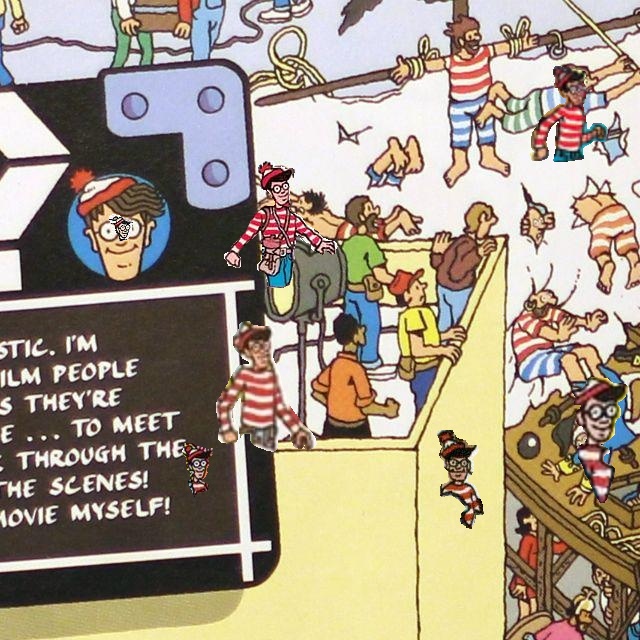 STIC. I'M
ILM PEOPLE
S THEY'RE
E ... TO MEET
THROUGH THE
THE SCENES!
MOVIE MYSELF!